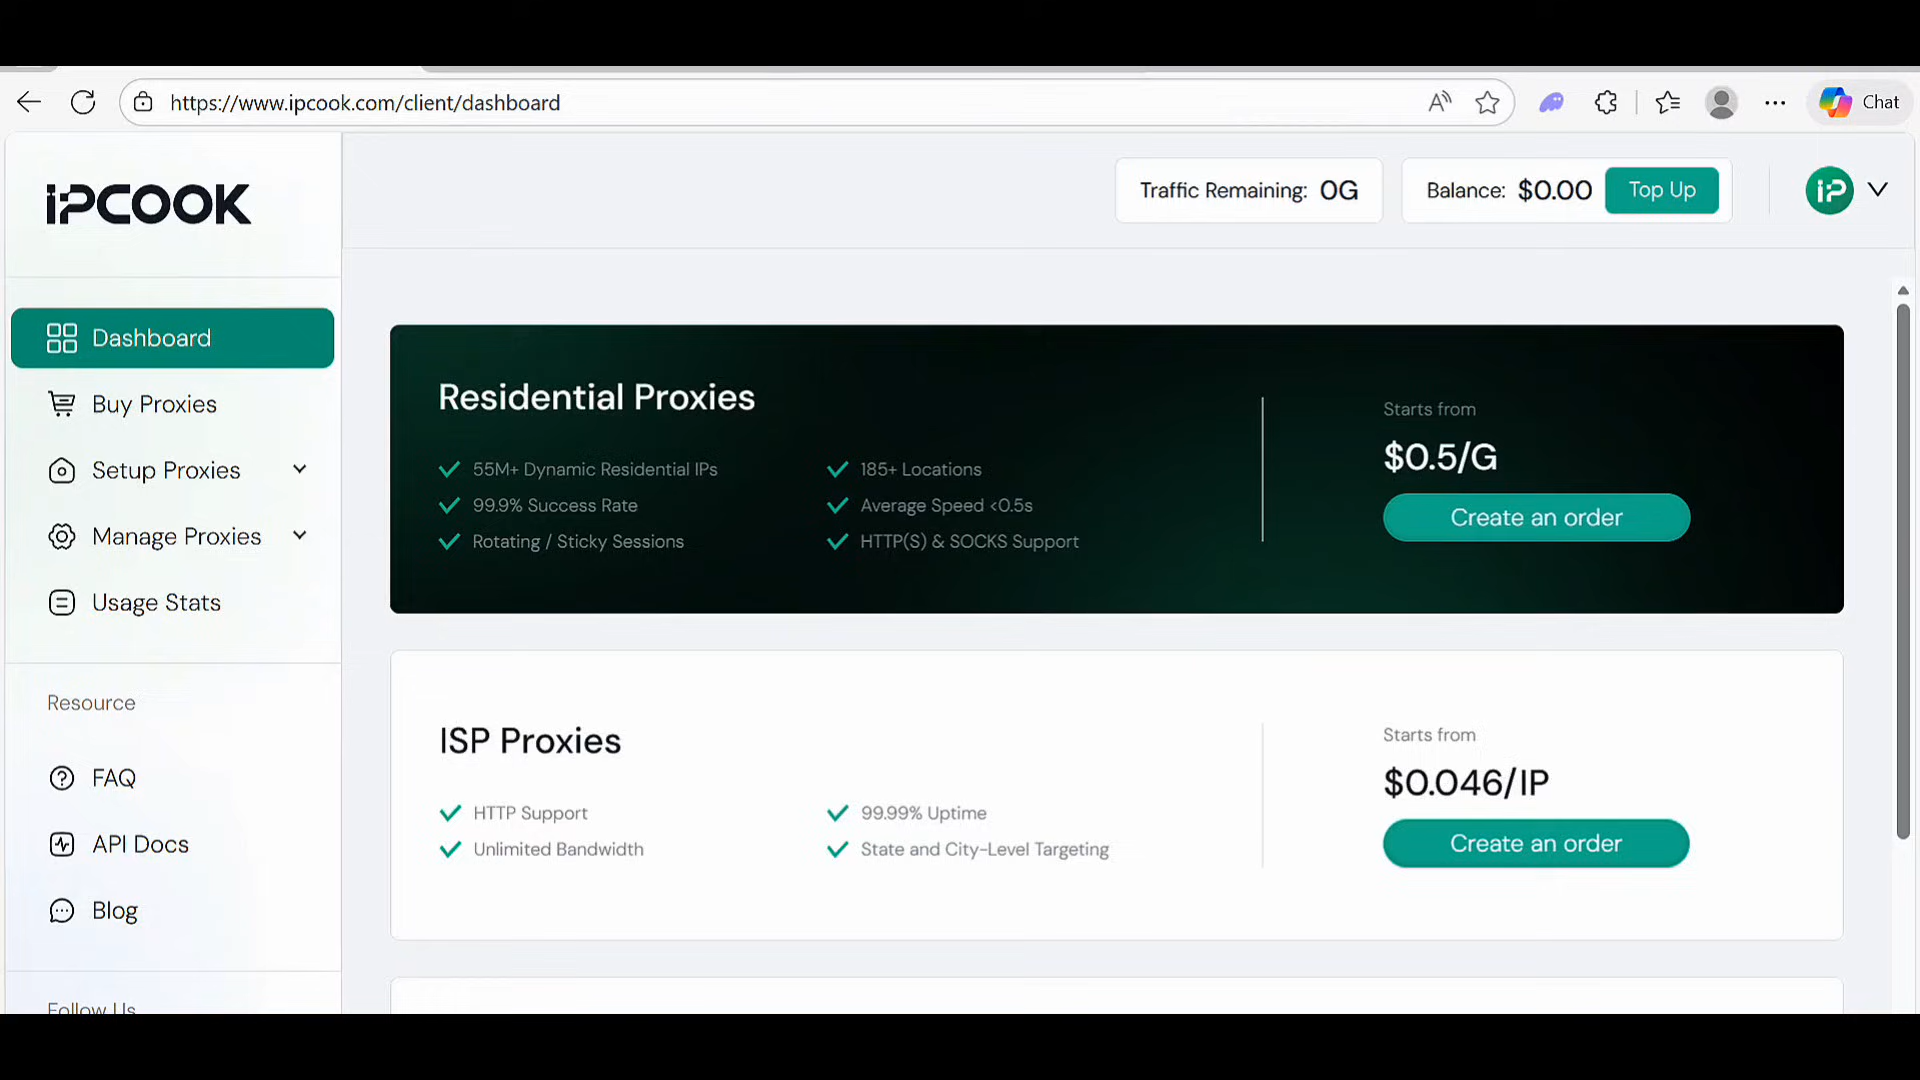 https://www.ipcook.com/client/dashboard
Chat
iPCOOK
Traffic Remaining: 0G
Balance: $0.00
Top Up
iP
Dashboard
Buy Proxies
Setup Proxies
Manage Proxies
Usage Stats
Resource
FAQ
API Docs
Blog
Follow Us
Residential Proxies
55M+ Dynamic Residential IPs
185+ Locations
99.9% Success Rate
Average Speed <0.5s
Rotating / Sticky Sessions
HTTP(S) & SOCKS Support
Starts from
$0.5/G
Create an order
ISP Proxies
HTTP Support
99.99% Uptime
Unlimited Bandwidth
State and City-Level Targeting
Starts from
$0.046/IP
Create an order